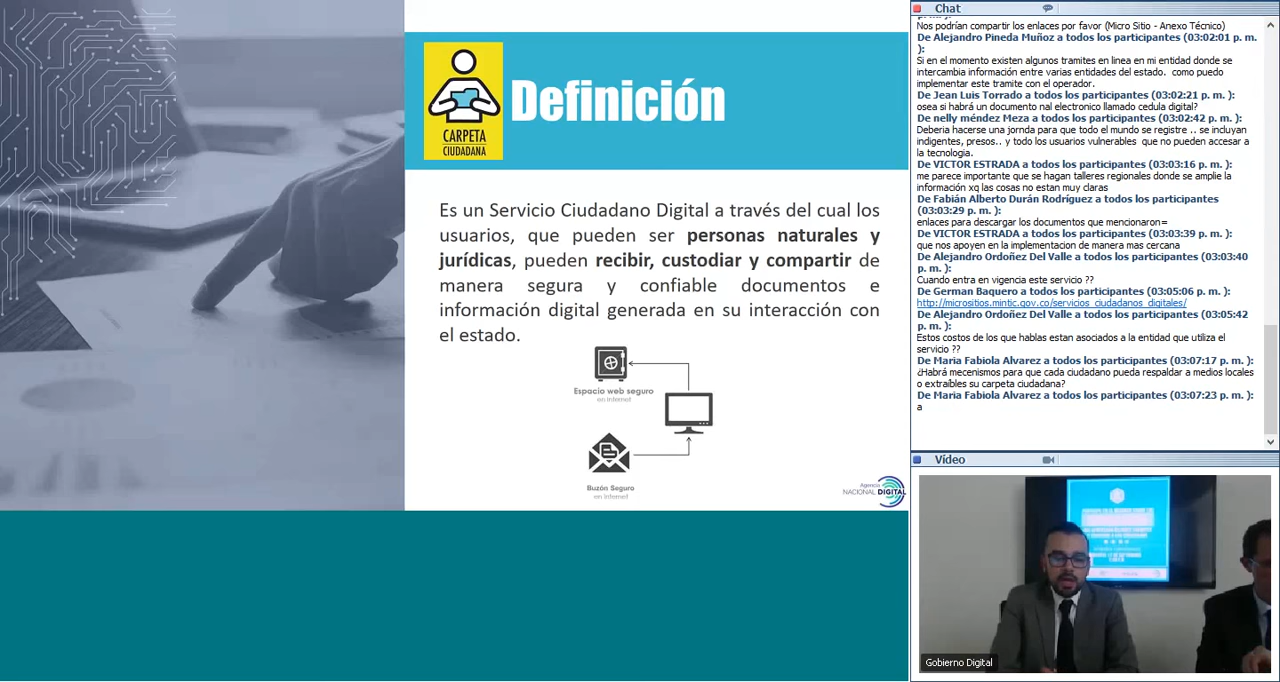 CARPETA
CIUDADANA
Definición
Es un Servicio Ciudadano Digital a través del cual los
usuarios, que pueden ser personas naturales y
jurídicas, pueden recibir, custodiar y compartir de
manera segura y confiable documentos e
información digital generada en su interacción con
el estado.
Espacio web seguro
en Internet
Buzón Seguro
en Internet
Agencia
NACIONAL DIGITAL
Chat
Nos podrían compartir los enlaces por favor (Micro Sitio - Anexo Técnico)
De Alejandro Pineda Muñoz a todos los participantes (03:02:01 p. m.
):
Si en el momento existen algunos tramites en linea en mi entidad donde se
intercambia información entre varias entidades del estado. como puedo
implementar este tramite con el operador.
De Jean Luis Torrado a todos los participantes (03:02:21 p. m. ):
osea si habrá un documento nal electronico llamado cedula digital?
De nelly méndez Meza a todos los participantes (03:02:42 p. m. ):
Deberia hacerse una jornda para que todo el mundo se registre .. se incluyan
indigentes, presos.. y todo los usuarios vulnerables que no pueden accesar a
la tecnologia.
De VICTOR ESTRADA a todos los participantes (03:03:16 p. m. ):
me parece importante que se hagan talleres regionales donde se amplie la
información xq las cosas no estan muy claras
De Fabián Alberto Durán Rodríguez a todos los participantes
(03:03:29 p. m. ):
enlaces para descargar los documentos que mencionaron=
De VICTOR ESTRADA a todos los participantes (03:03:39 p. m. ):
que nos apoyen en la implementacion de manera mas cercana
De Alejandro Ordoñez Del Valle a todos los participantes (03:03:40
p. m. ):
Cuando entra en vigencia este servicio ??
De German Baquero a todos los participantes (03:05:06 p. m. ):
http://micrositios.mintic.gov.co/servicios_ciudadanos_digitales/
De Alejandro Ordoñez Del Valle a todos los participantes (03:05:42
p. m. ):
Estos costos de los que hablas estan asociados a la entidad que utiliza el
servicio ??
De Maria Fabiola Alvarez a todos los participantes (03:07:17 p. m. ):
¿Habrá mecenismos para que cada ciudadano pueda respaldar a medios locales
o extraíbles su carpeta ciudadana?
De Maria Fabiola Alvarez a todos los participantes (03:07:23 p. m. ):
a
Vídeo
Gobierno Digital